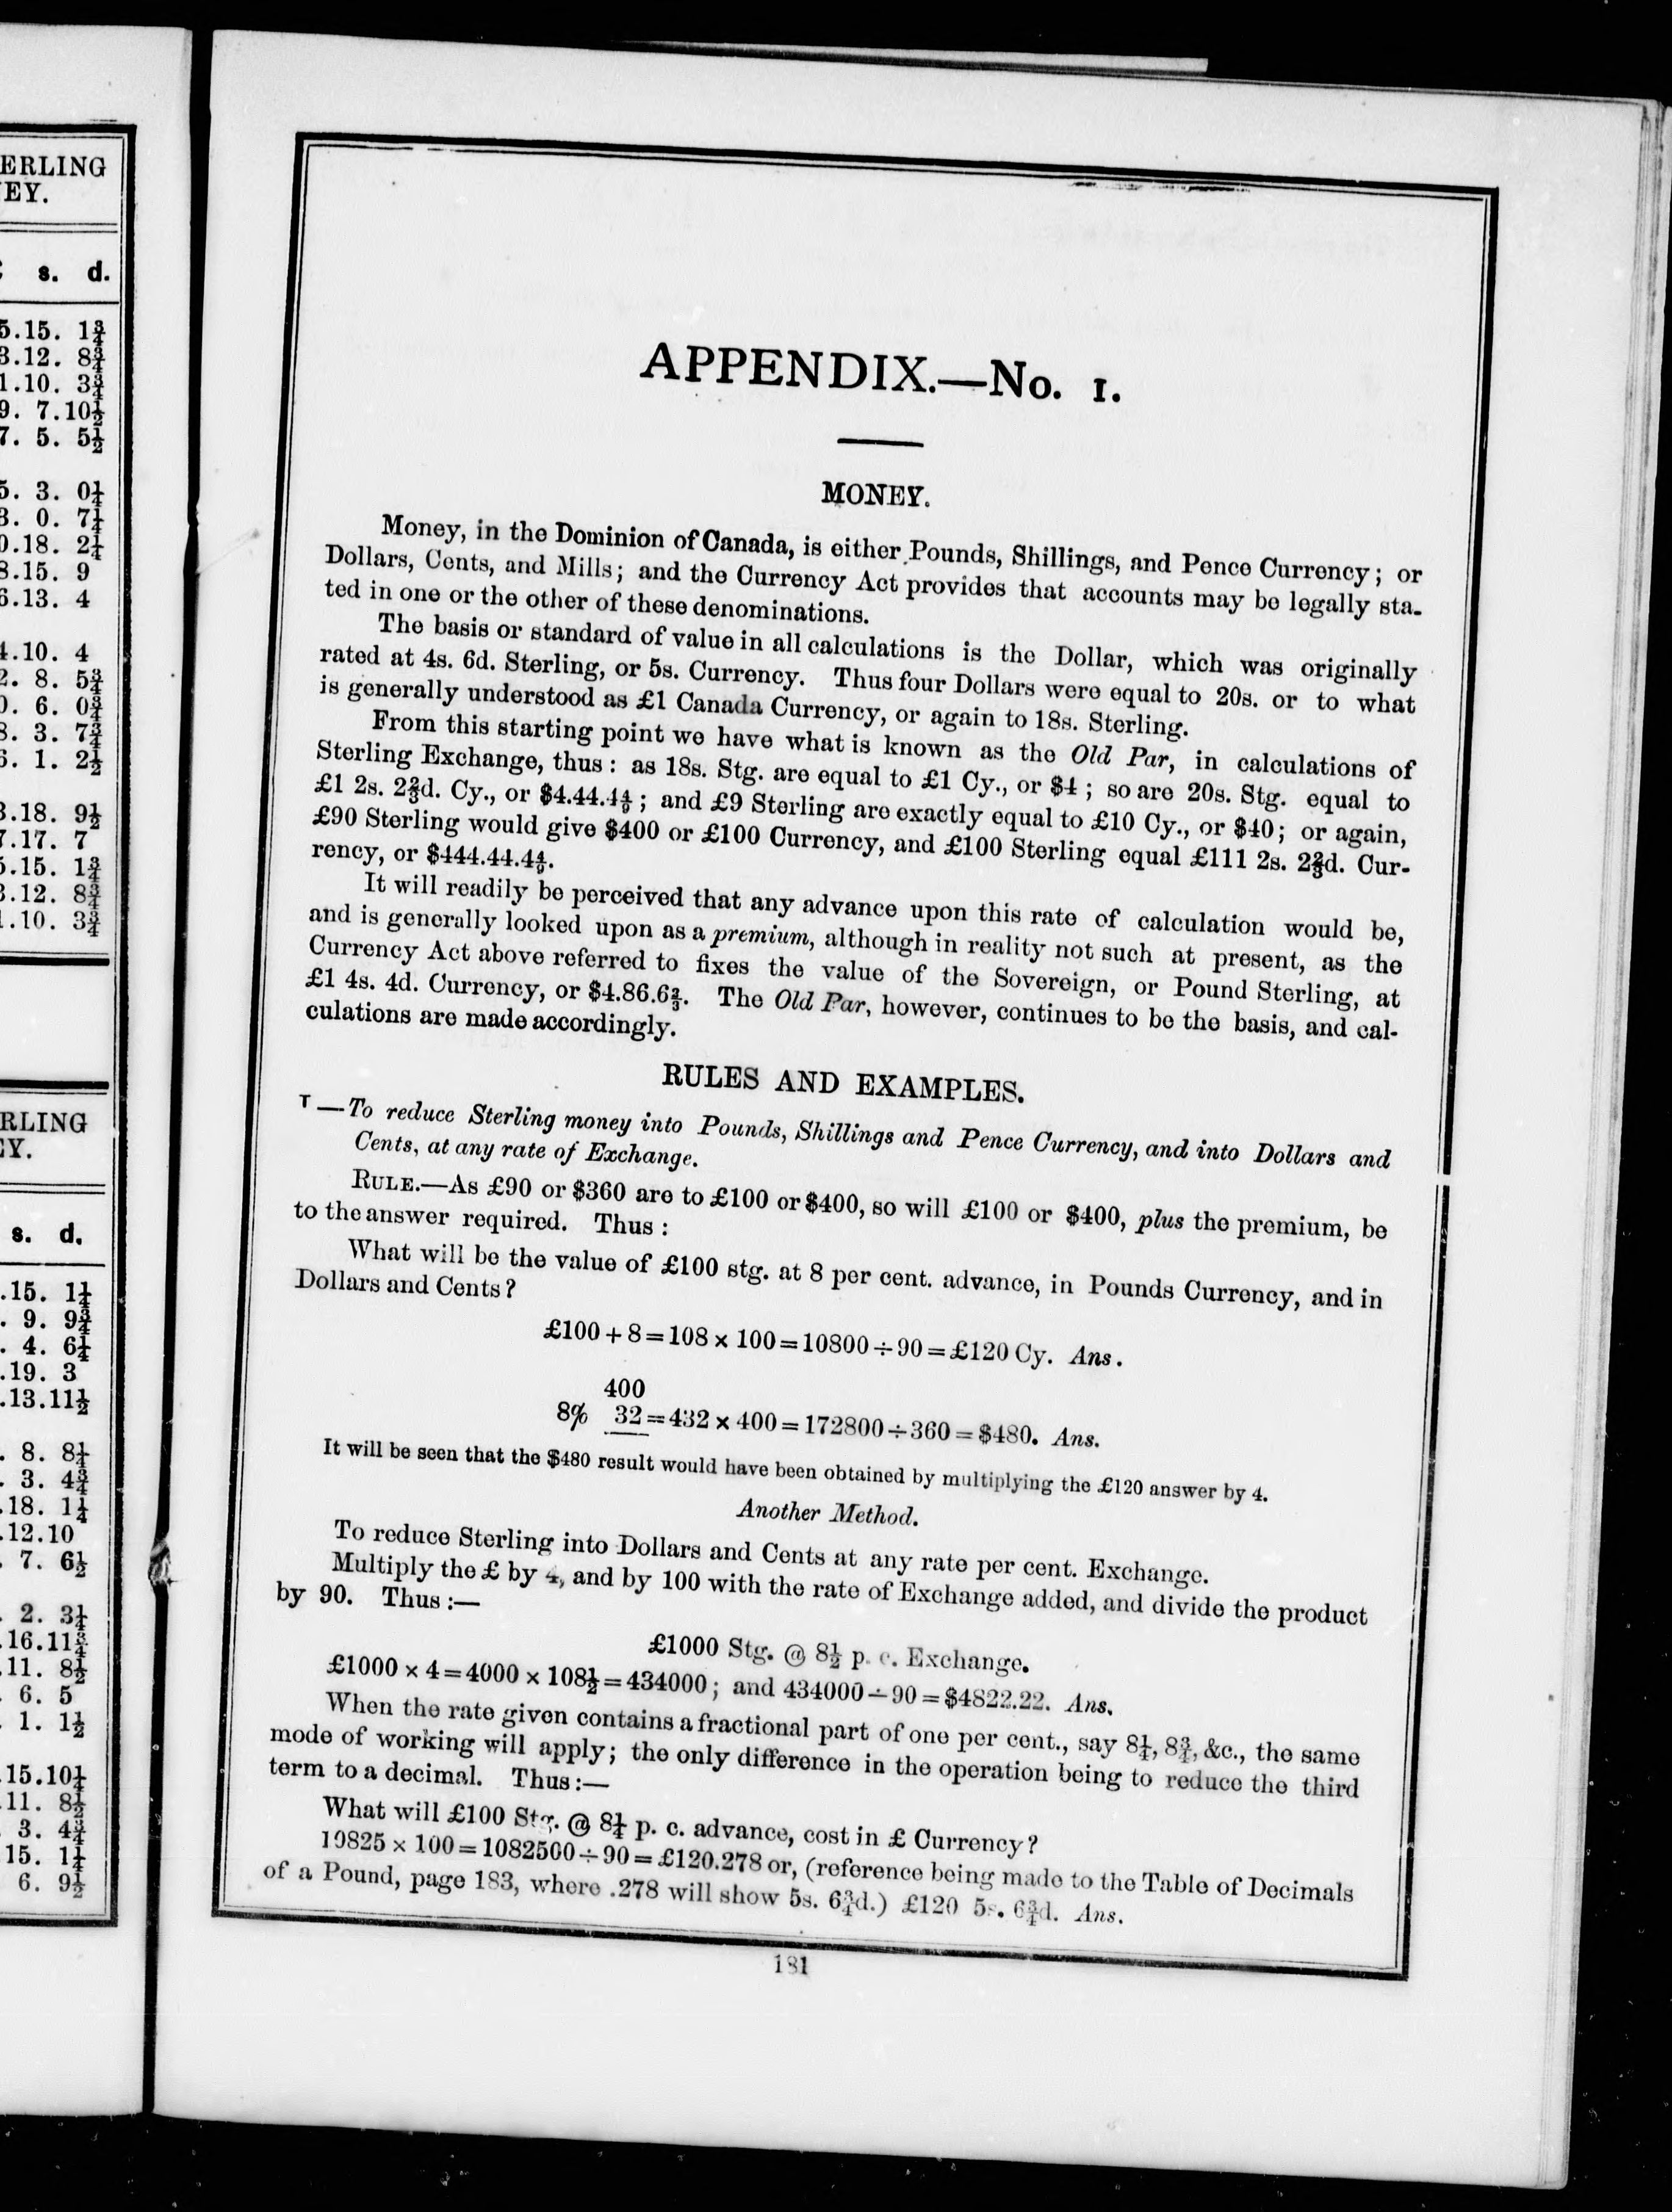 ERLING
EY.
s. d.
5.15. 1¾
3.12. 8¾
1.10. 3¾
9. 7.10½
7. 5. 5½
5. 3. 0¼
3. 0. 7¼
0.18. 2¼
8.15. 9
6.13. 4
4.10. 4
2. 8. 5¾
0. 6. 0¾
8. 3. 7¾
6. 1. 2½
3.18. 9½
7.17. 7
5.15. 1¾
3.12. 8¾
1.10. 3¾
RLING
Y.
s. d.
.15. 1¼
. 9. 9¾
. 4. 6¼
.19. 3
.13.11½
. 8. 8¼
. 3. 4¾
.18. 1¼
.12.10
. 7. 6½
. 2. 3¼
.16.11¾
.11. 8½
. 6. 5
. 1. 1½
.15.10¼
.11. 8½
. 3. 4¾
15. 1¼
6. 9½
APPENDIX.—No. 1.
MONEY.
Money, in the Dominion of Canada, is either Pounds, Shillings, and Pence Currency; or
Dollars, Cents, and Mills; and the Currency Act provides that accounts may be legally sta-
ted in one or the other of these denominations.
The basis or standard of value in all calculations is the Dollar, which was originally
rated at 4s. 6d. Sterling, or 5s. Currency. Thus four Dollars were equal to 20s. or to what
is generally understood as £1 Canada Currency, or again to 18s. Sterling.
From this starting point we have what is known as the Old Par, in calculations of
Sterling Exchange, thus: as 18s. Stg. are equal to £1 Cy., or $4; so are 20s. Stg. equal to
£1 2s. 2⅔d. Cy., or $4.44.4 4/9; and £9 Sterling are exactly equal to £10 Cy., or $40; or again,
£90 Sterling would give $400 or £100 Currency, and £100 Sterling equal £111 2s. 2⅔d. Cur-
rency, or $444.44.4 4/9.
It will readily be perceived that any advance upon this rate of calculation would be,
and is generally looked upon as a premium, although in reality not such at present, as the
Currency Act above referred to fixes the value of the Sovereign, or Pound Sterling, at
£1 4s. 4d. Currency, or $4.86.6⅔. The Old Par, however, continues to be the basis, and cal-
culations are made accordingly.
RULES AND EXAMPLES.
I—To reduce Sterling money into Pounds, Shillings and Pence Currency, and into Dollars and
Cents, at any rate of Exchange.
RULE.—As £90 or $360 are to £100 or $400, so will £100 or $400, plus the premium, be
to the answer required. Thus:
What will be the value of £100 stg. at 8 per cent. advance, in Pounds Currency, and in
Dollars and Cents?
£100+8=108×100=10800÷90=£120 Cy. Ans.
400
8% 32=432×400=172800÷360=$480. Ans.
It will be seen that the $480 result would have been obtained by multiplying the £120 answer by 4.
Another Method.
To reduce Sterling into Dollars and Cents at any rate per cent. Exchange.
Multiply the £ by 4, and by 100 with the rate of Exchange added, and divide the product
by 90. Thus:—
£1000 Stg. @ 8½ p. c. Exchange.
£1000×4=4000×108½=434000; and 434000÷90=$4822.22. Ans.
When the rate given contains a fractional part of one per cent., say 8¼, 8¾, &c., the same
mode of working will apply; the only difference in the operation being to reduce the third
term to a decimal. Thus:—
What will £100 Stg. @ 8¼ p. c. advance, cost in £ Currency?
10825×100=1082500÷90=£120.278 or, (reference being made to the Table of Decimals
of a Pound, page 183, where .278 will show 5s. 6¾d.) £120 5s. 6¾d. Ans.
181